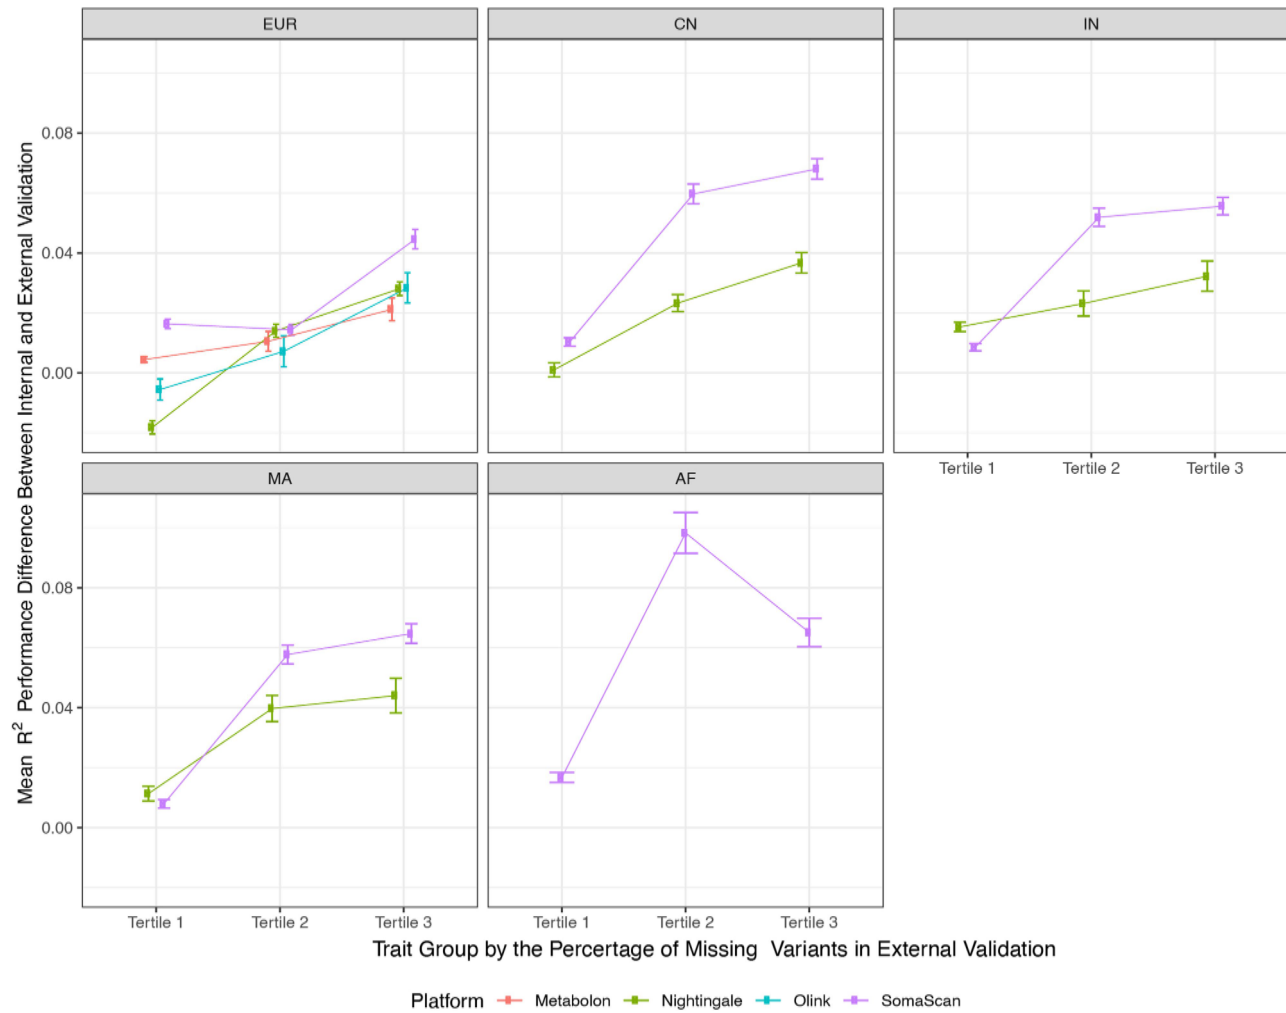 EUR
CN
IN
Mean R² Performance Difference Between Internal and External Validation
0.08
0.04
0.00
Tertile 1 Tertile 2 Tertile 3
MA
AF
0.08
0.04
0.00
Tertile 1 Tertile 2 Tertile 3
Tertile 1 Tertile 2 Tertile 3
Trait Group by the Percentage of Missing Variants in External Validation
Platform Metabolon Nightingale Olink SomaScan